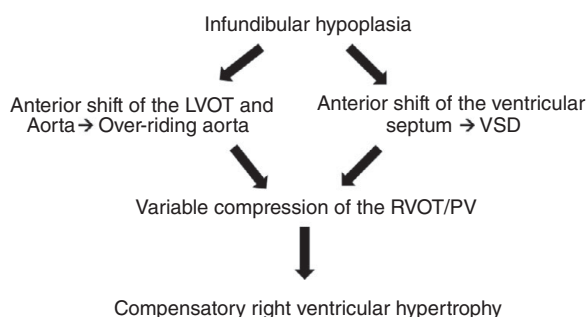 Infundibular hypoplasia
Anterior shift of the LVOT and
Aorta → Over-riding aorta
Anterior shift of the ventricular
septum → VSD
Variable compression of the RVOT/PV
Compensatory right ventricular hypertrophy